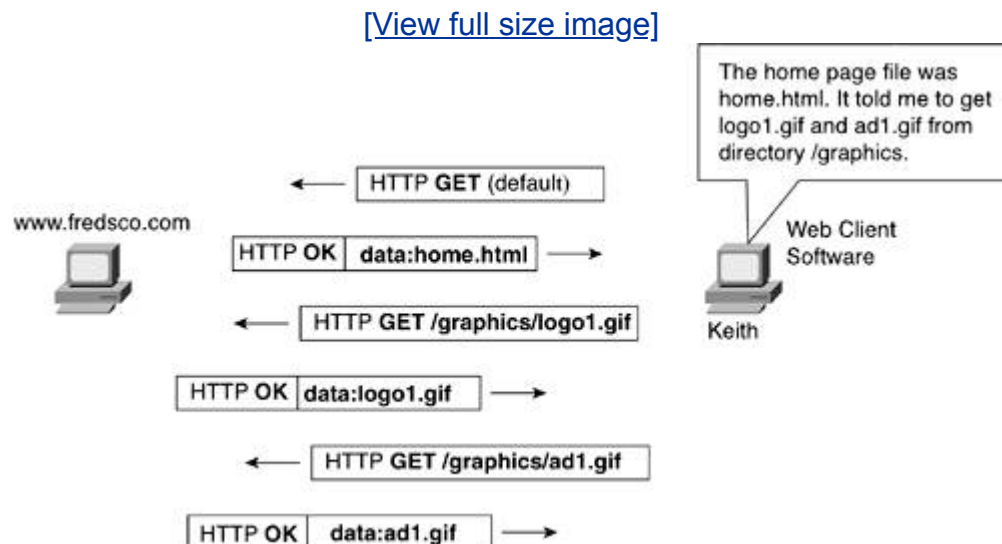 [View full size image]
The home page file was
home.html. It told me to get
logo1.gif and ad1.gif from
directory /graphics.
HTTP GET (default)
www.fredsco.com
Web Client
Software
HTTP OK data:home.html
HTTP GET /graphics/logo1.gif
Keith
HTTP OK data:logo1.gif
HTTP GET /graphics/ad1.gif
HTTP OK data:ad1.gif